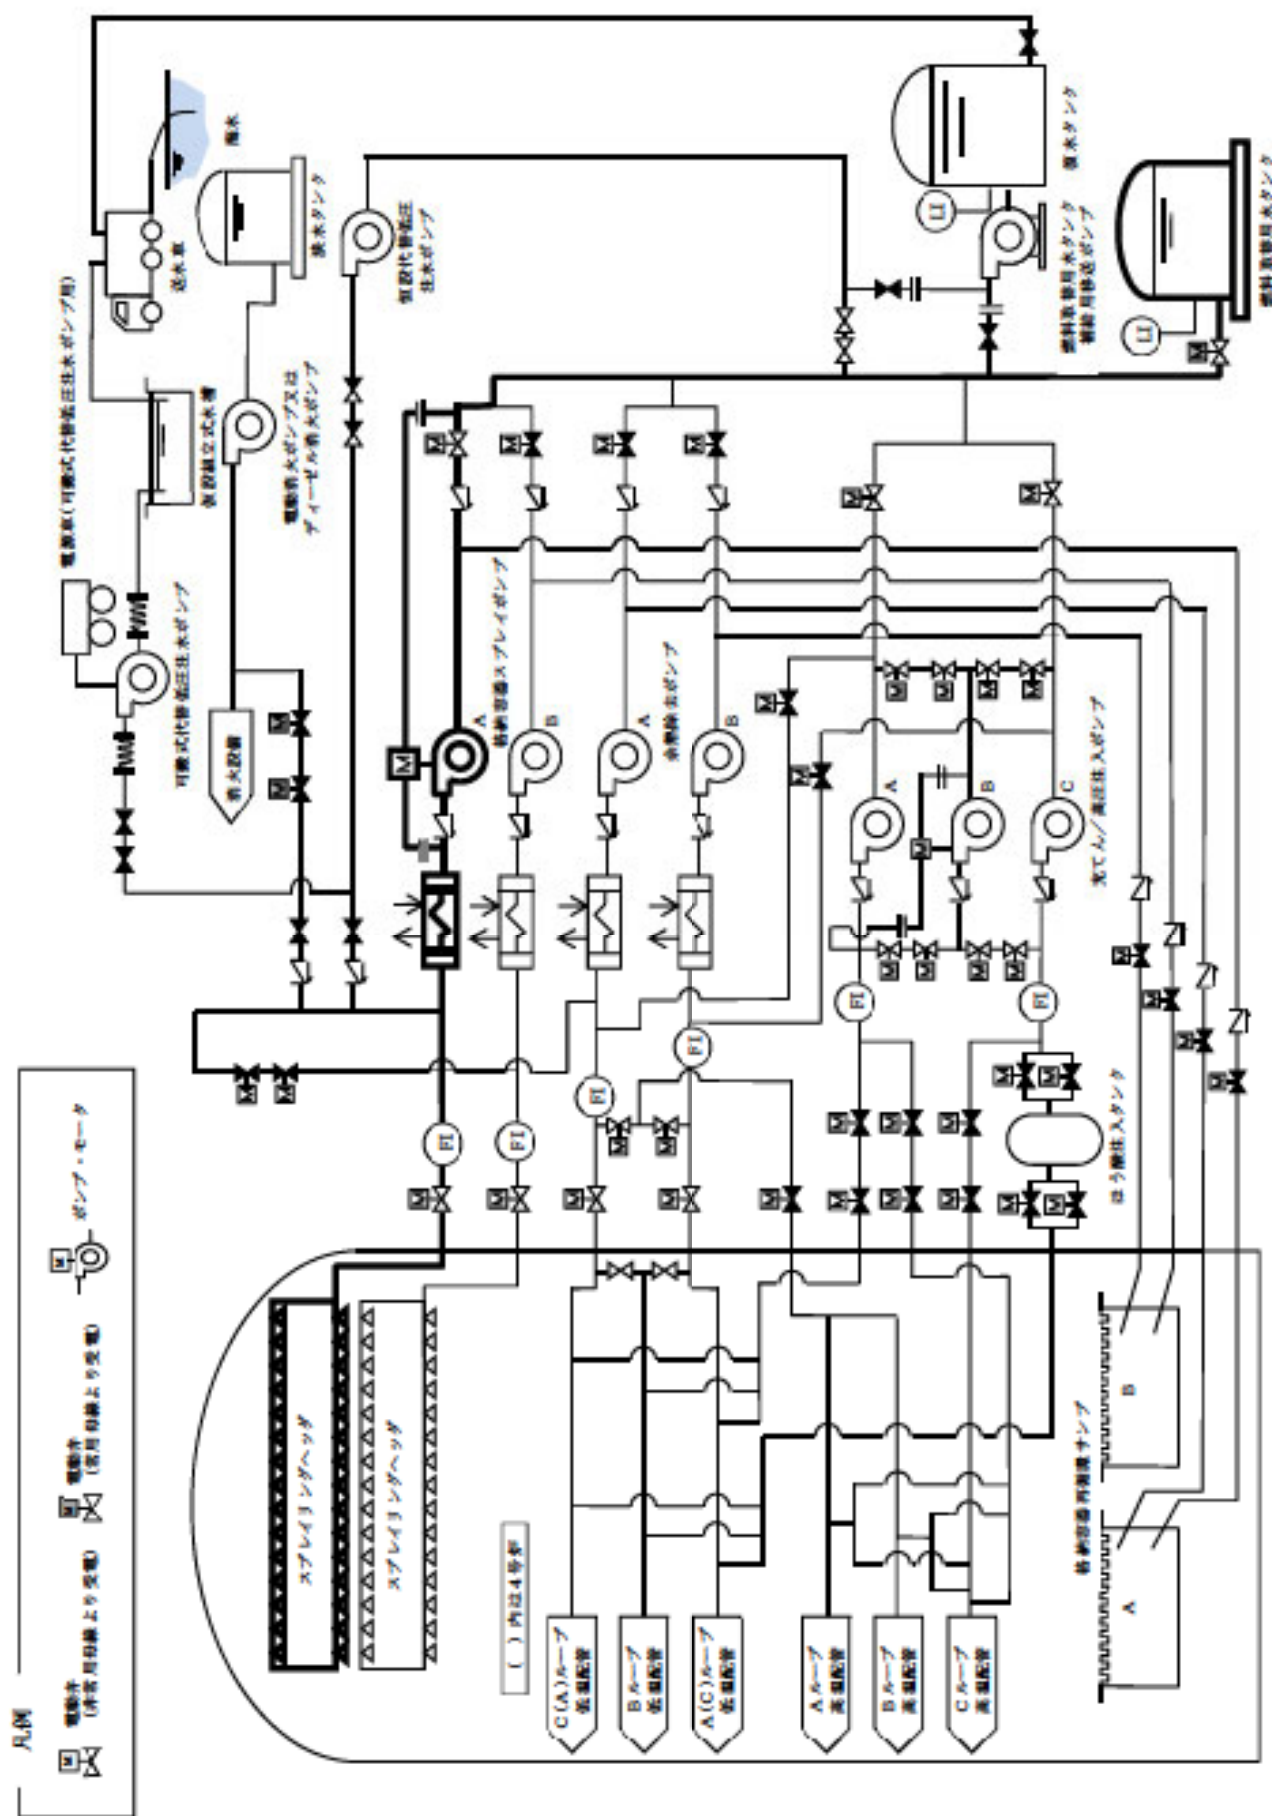 凡例
電動弁
(非常用母線より受電)
電動弁
(常用母線より受電)
ポンプ・モータ
M
M
M
電源車(可搬式代替低圧注水ポンプ用)
送水車
海水
可搬式代替低圧注水ポンプ
仮設組立式水槽
淡水タンク
消火設備
電動消火ポンプ又は
ディーゼル消火ポンプ
恒設代替低圧
注水ポンプ
復水タンク
燃料取替用水タンク
補給用移送ポンプ
燃料取替用水タンク
LI
LI
格納容器スプレイポンプ
A
B
余熱除去ポンプ
A
B
充てん/高圧注入ポンプ
A
B
C
FI
FI
FI
FI
FI
FI
ほう酸注入タンク
スプレイリングヘッダ
スプレイリングヘッダ
( )内は4号炉
C(A)ループ
低温配管
Bループ
低温配管
A(C)ループ
低温配管
Aループ
高温配管
Bループ
高温配管
Cループ
高温配管
格納容器再循環サンプ
A
B